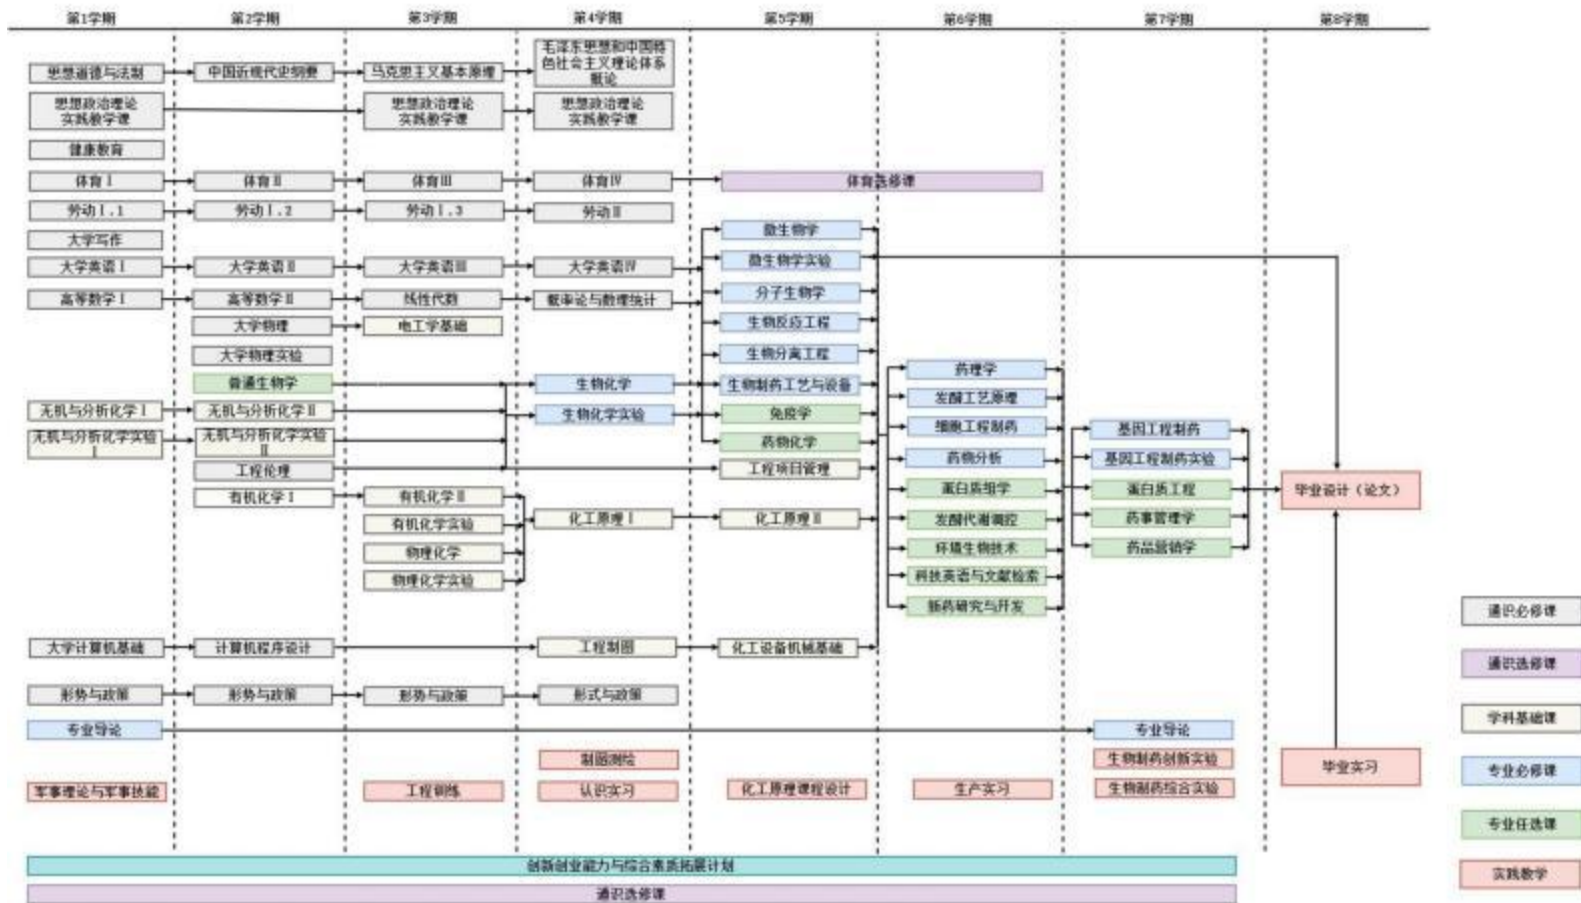 第1学期
第2学期
第3学期
第4学期
第5学期
第6学期
第7学期
第8学期
思想道德与法制
中国近现代史纲要
马克思主义基本原理
毛泽东思想和中国特
色社会主义理论体系
概论
思想政治理论
实践教学课
思想政治理论
实践教学课
思想政治理论
实践教学课
健康教育
体育Ⅰ
体育Ⅱ
体育Ⅲ
体育Ⅳ
体育选修课
劳动Ⅰ.1
劳动Ⅰ.2
劳动Ⅰ.3
劳动Ⅱ
微生物学
大学写作
大学英语Ⅰ
大学英语Ⅱ
大学英语Ⅲ
大学英语Ⅳ
微生物学实验
高等数学Ⅰ
高等数学Ⅱ
线性代数
概率论与数理统计
分子生物学
大学物理
电工学基础
生物反应工程
大学物理实验
生物分离工程
药理学
普通生物学
生物化学
生物制药工艺与设备
发酵工艺原理
无机与分析化学Ⅰ
无机与分析化学Ⅱ
生物化学实验
免疫学
细胞工程制药
基因工程制药
无机与分析化学实验
Ⅰ
无机与分析化学实验
Ⅱ
药物化学
药物分析
基因工程制药实验
工程伦理
工程项目管理
蛋白质组学
蛋白质工程
毕业设计（论文）
有机化学Ⅰ
有机化学Ⅱ
有机化学实验
化工原理Ⅰ
化工原理Ⅱ
发酵代谢调控
药事管理学
物理化学
环境生物技术
药品营销学
物理化学实验
科技英语与文献检索
新药研究与开发
大学计算机基础
计算机程序设计
工程制图
化工设备机械基础
形势与政策
形势与政策
形势与政策
形式与政策
专业导论
专业导论
制图测绘
生物制药创新实验
毕业实习
军事理论与军事技能
工程训练
认识实习
化工原理课程设计
生产实习
生物制药综合实验
创新创业能力与综合素质拓展计划
通识选修课
通识必修课
通识选修课
学科基础课
专业必修课
专业任选课
实践教学